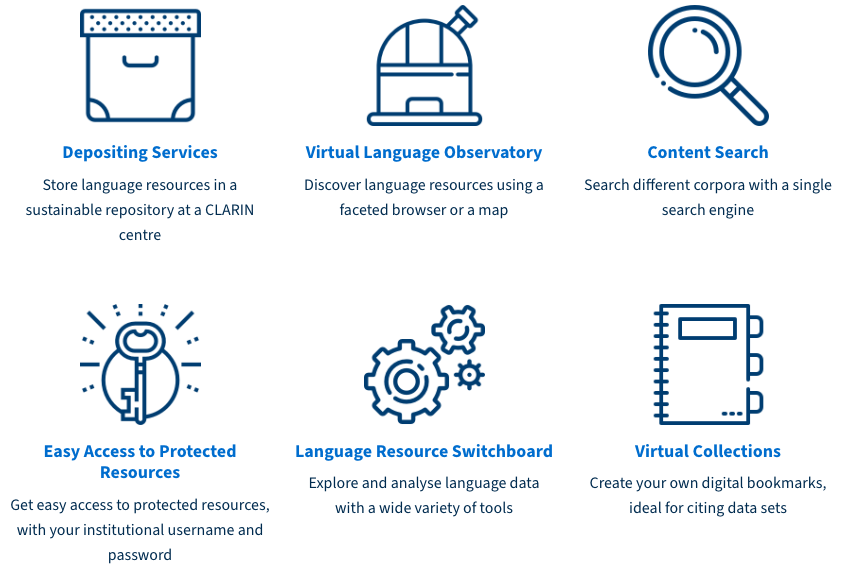 Depositing Services
Store language resources in a
sustainable repository at a CLARIN
centre
Virtual Language Observatory
Discover language resources using a
faceted browser or a map
Content Search
Search different corpora with a single
search engine
Easy Access to Protected
Resources
Get easy access to protected resources,
with your institutional username and
password
Language Resource Switchboard
Explore and analyse language data
with a wide variety of tools
Virtual Collections
Create your own digital bookmarks,
ideal for citing data sets